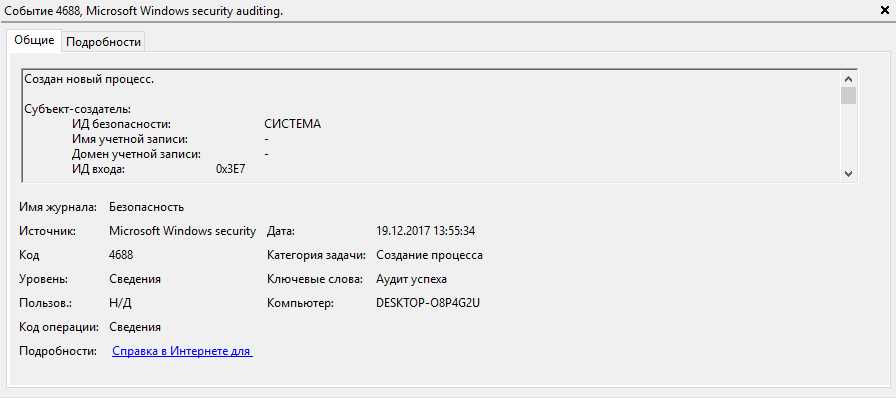 Событие 4688, Microsoft Windows security auditing.
Общие Подробности
Создан новый процесс.
Субъект-создатель:
ИД безопасности: СИСТЕМА
Имя учетной записи: -
Домен учетной записи: -
ИД входа: 0x3E7
Имя журнала: Безопасность
Источник: Microsoft Windows security Дата: 19.12.2017 13:55:34
Код 4688 Категория задачи: Создание процесса
Уровень: Сведения Ключевые слова: Аудит успеха
Пользов.: Н/Д Компьютер: DESKTOP-O8P4G2U
Код операции: Сведения
Подробности: Справка в Интернете для